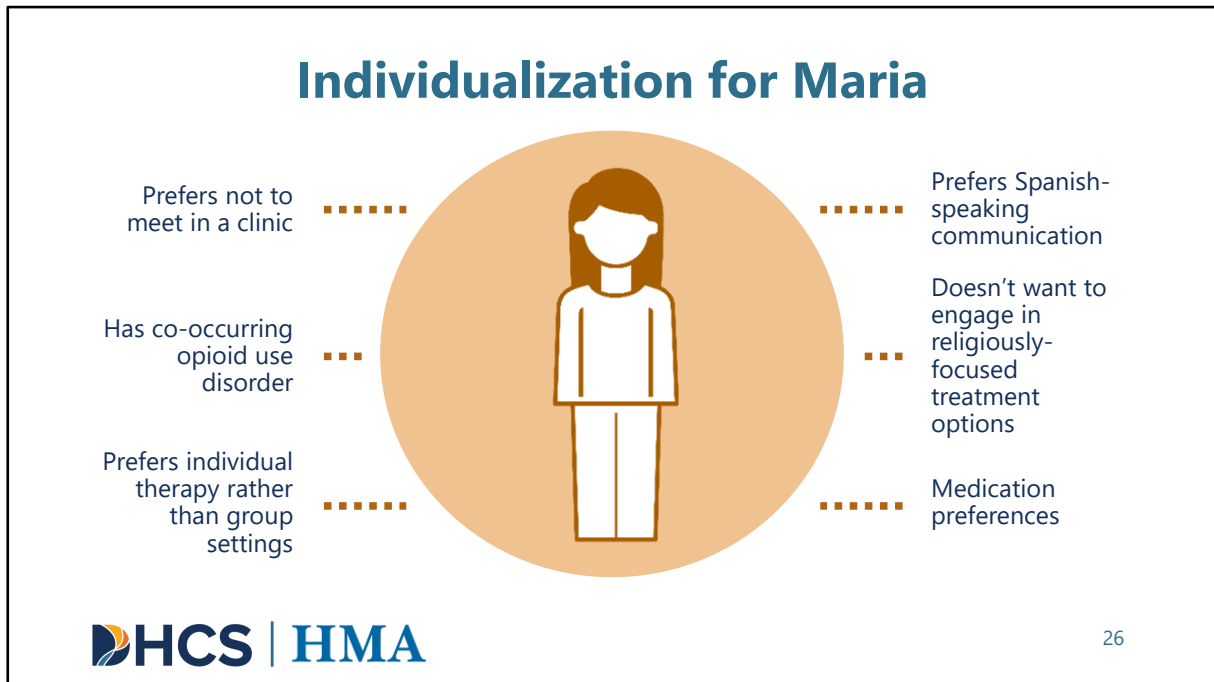 Individualization for Maria
Prefers not to
meet in a clinic
Has co-occurring
opioid use
disorder
Prefers individual
therapy rather
than group
settings
Prefers Spanish-
speaking
communication
Doesn’t want to
engage in
religiously-
focused
treatment
options
Medication
preferences
DHCS | HMA
26